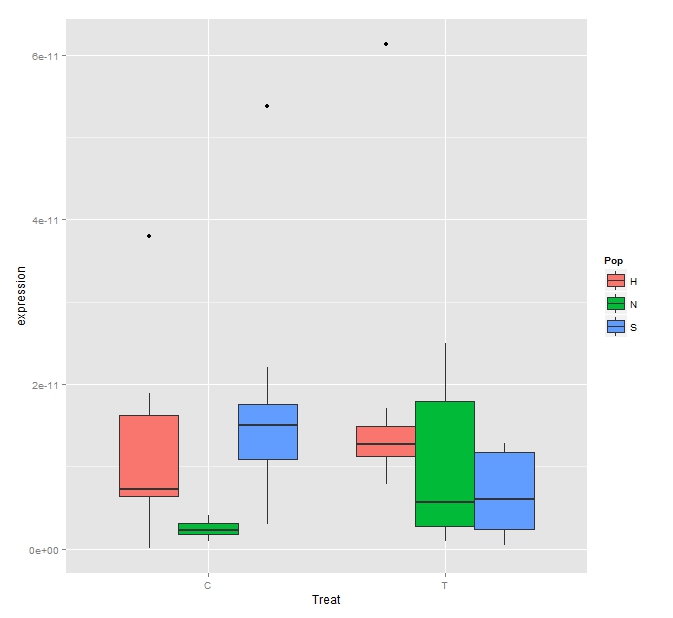 6e-11
4e-11
2e-11
0e+00
expression
C
T
Treat
Pop
H
N
S